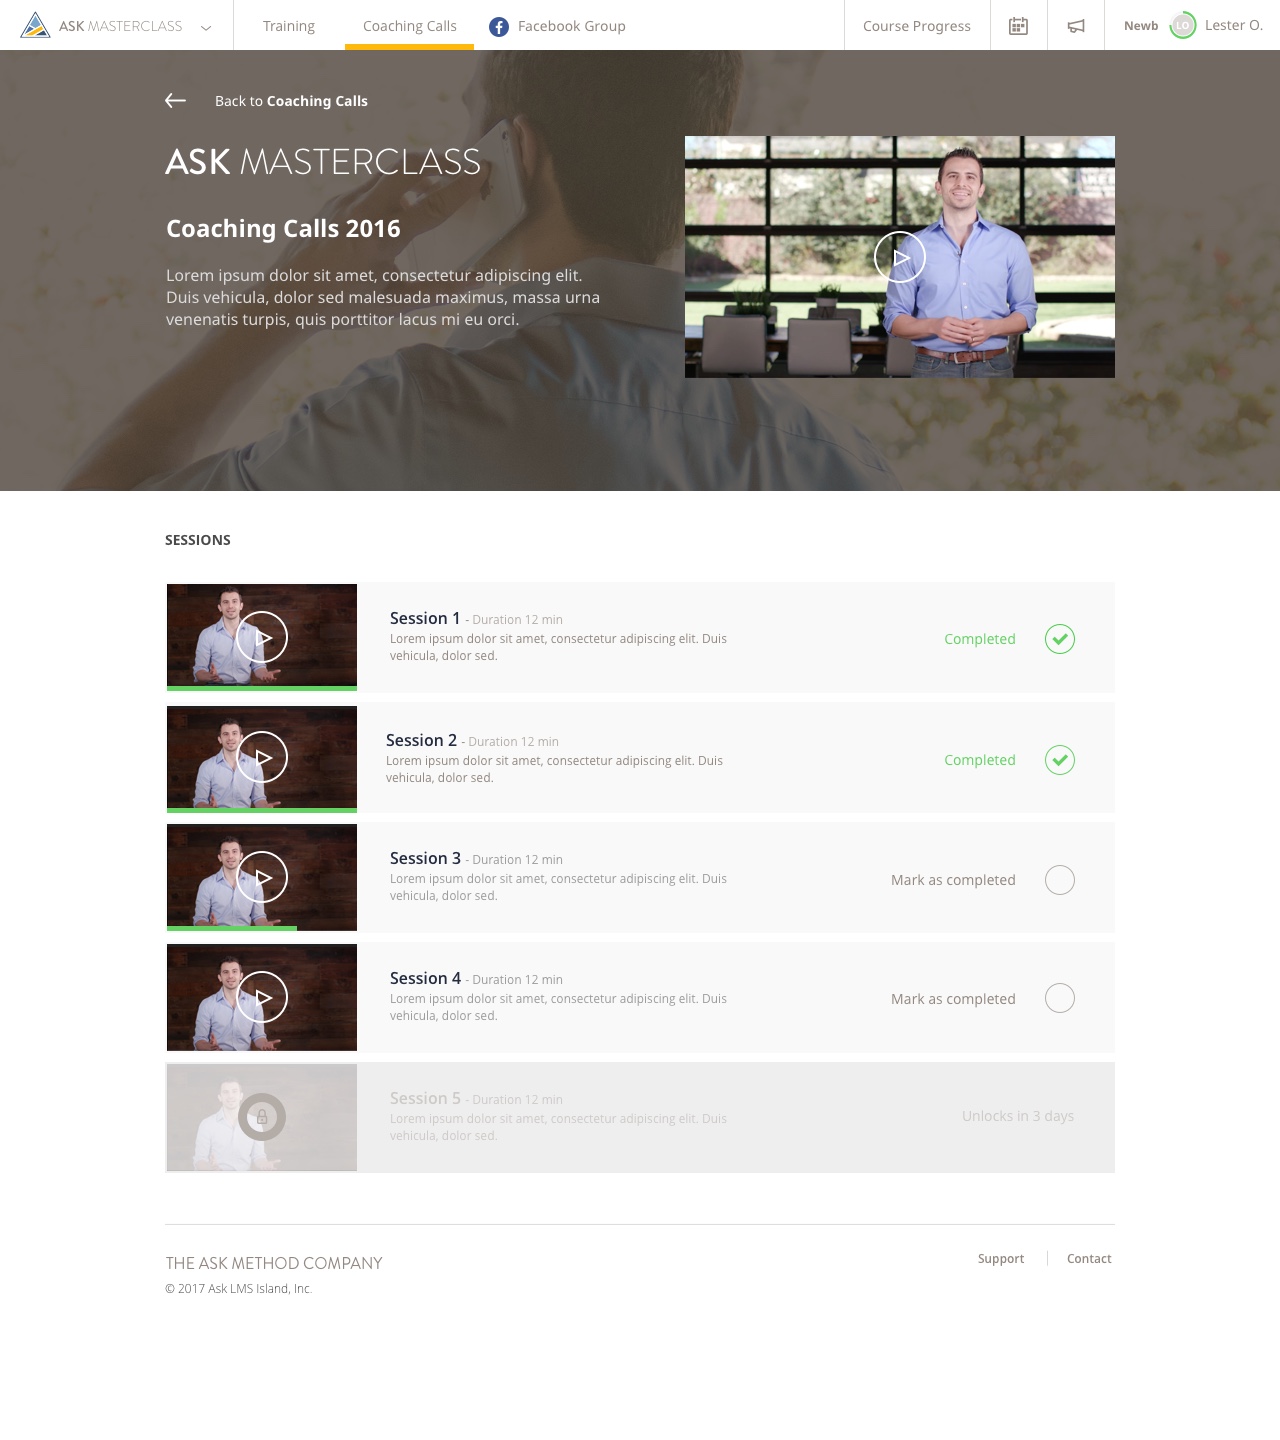 ASK MASTERCLASS
Training
Coaching Calls
Facebook Group
Course Progress
Newb
LO
Lester O.
Back to Coaching Calls
ASK MASTERCLASS
Coaching Calls 2016
Lorem ipsum dolor sit amet, consectetur adipiscing elit.
Duis vehicula, dolor sed malesuada maximus, massa urna
venenatis turpis, quis porttitor lacus mi eu orci.
SESSIONS
Session 1 - Duration 12 min
Lorem ipsum dolor sit amet, consectetur adipiscing elit. Duis
vehicula, dolor sed.
Completed
Session 2 - Duration 12 min
Lorem ipsum dolor sit amet, consectetur adipiscing elit. Duis
vehicula, dolor sed.
Completed
Session 3 - Duration 12 min
Lorem ipsum dolor sit amet, consectetur adipiscing elit. Duis
vehicula, dolor sed.
Mark as completed
Session 4 - Duration 12 min
Lorem ipsum dolor sit amet, consectetur adipiscing elit. Duis
vehicula, dolor sed.
Mark as completed
Session 5 - Duration 12 min
Lorem ipsum dolor sit amet, consectetur adipiscing elit. Duis
vehicula, dolor sed.
Unlocks in 3 days
THE ASK METHOD COMPANY
© 2017 Ask LMS Island, Inc.
Support
Contact